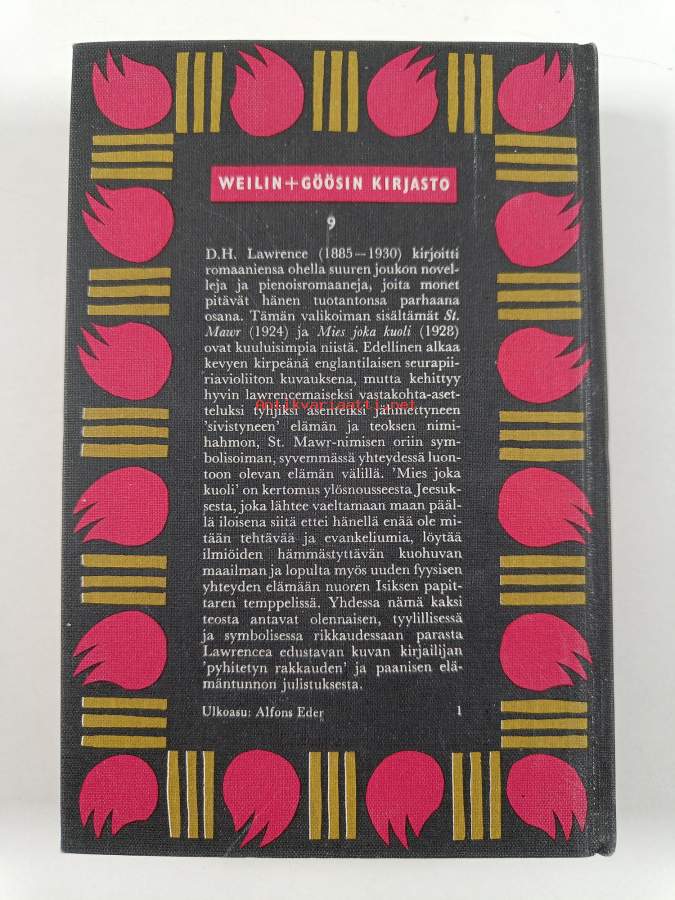 WEILIN+GÖÖSIN KIRJASTO
9
D.H. Lawrence (1885—1930) kirjoitti
romaaniensa ohella suuren joukon novel-
leja ja pienoisromaaneja, joita monet
pitävät hänen tuotantonsa parhaana
osana. Tämän valikoiman sisältämät St.
Mawr (1924) ja Mies joka kuoli (1928)
ovat kuuluisimpia niistä. Edellinen alkaa
kevyen kirpeänä englantilaisen seurapii-
riavioliiton kuvauksena, mutta kehittyy
hyvin lawrencemaiseksi vastakohta-aset-
teluksi tyhjiksi asenteiksi jähmettyneen
Antikvariaatti.net
'sivistyneen' elämän ja teoksen nimi-
hahmon, St. Mawr-nimisen oriin sym-
bolisoiman, syvemmässä yhteydessä luon-
toon olevan elämän välillä. 'Mies joka
kuoli' on kertomus ylösnousseesta Jeesuk-
sesta, joka lähtee vaeltamaan maan pääl-
lä iloisena siitä ettei hänellä enää ole mi-
tään tehtävää ja evankeliumia, löytää
ilmiöiden hämmästyttävän kuohuvan
maailman ja lopulta myös uuden fyysisen
yhteyden elämään nuoren Isiksen papit-
taren temppelissä. Yhdessa nämä kaksi
teosta antavat olennaisen, tyylillisessä
ja symbolisessa rikkaudessaan parasta
Lawrencea edustavan kuvan kirjailijan
'pyhitetyn rakkauden' ja paanisen elä-
mäntunnon julistuksesta.
Ulkoasu: Alfons Eder 1